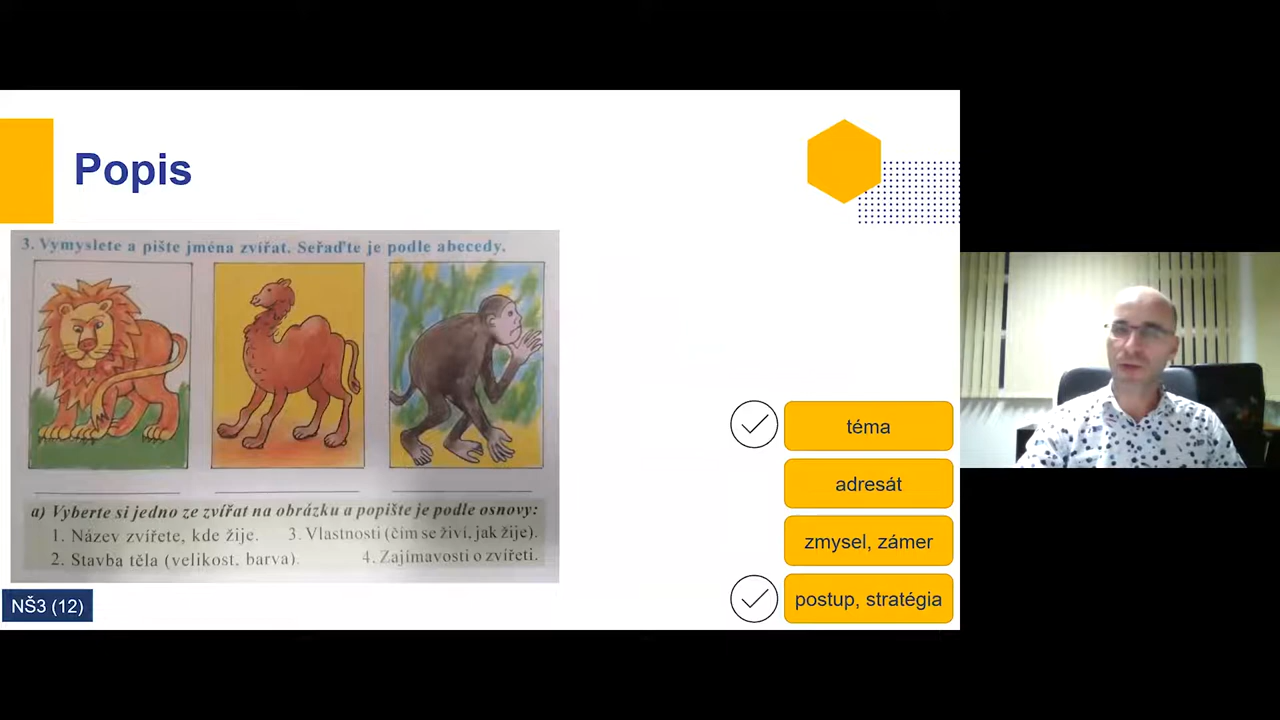 Popis
3. Vymyslete a pište jména zvířat. Seřaďte je podle abecedy.
a) Vyberte si jedno ze zvířat na obrázku a popište je podle osnovy:
1. Název zvířete, kde žije. 3. Vlastnosti (čím se živí, jak žije).
2. Stavba těla (velikost, barva). 4. Zajímavosti o zvířeti.
NŠ3 (12)
téma
adresát
zmysel, zámer
postup, stratégia